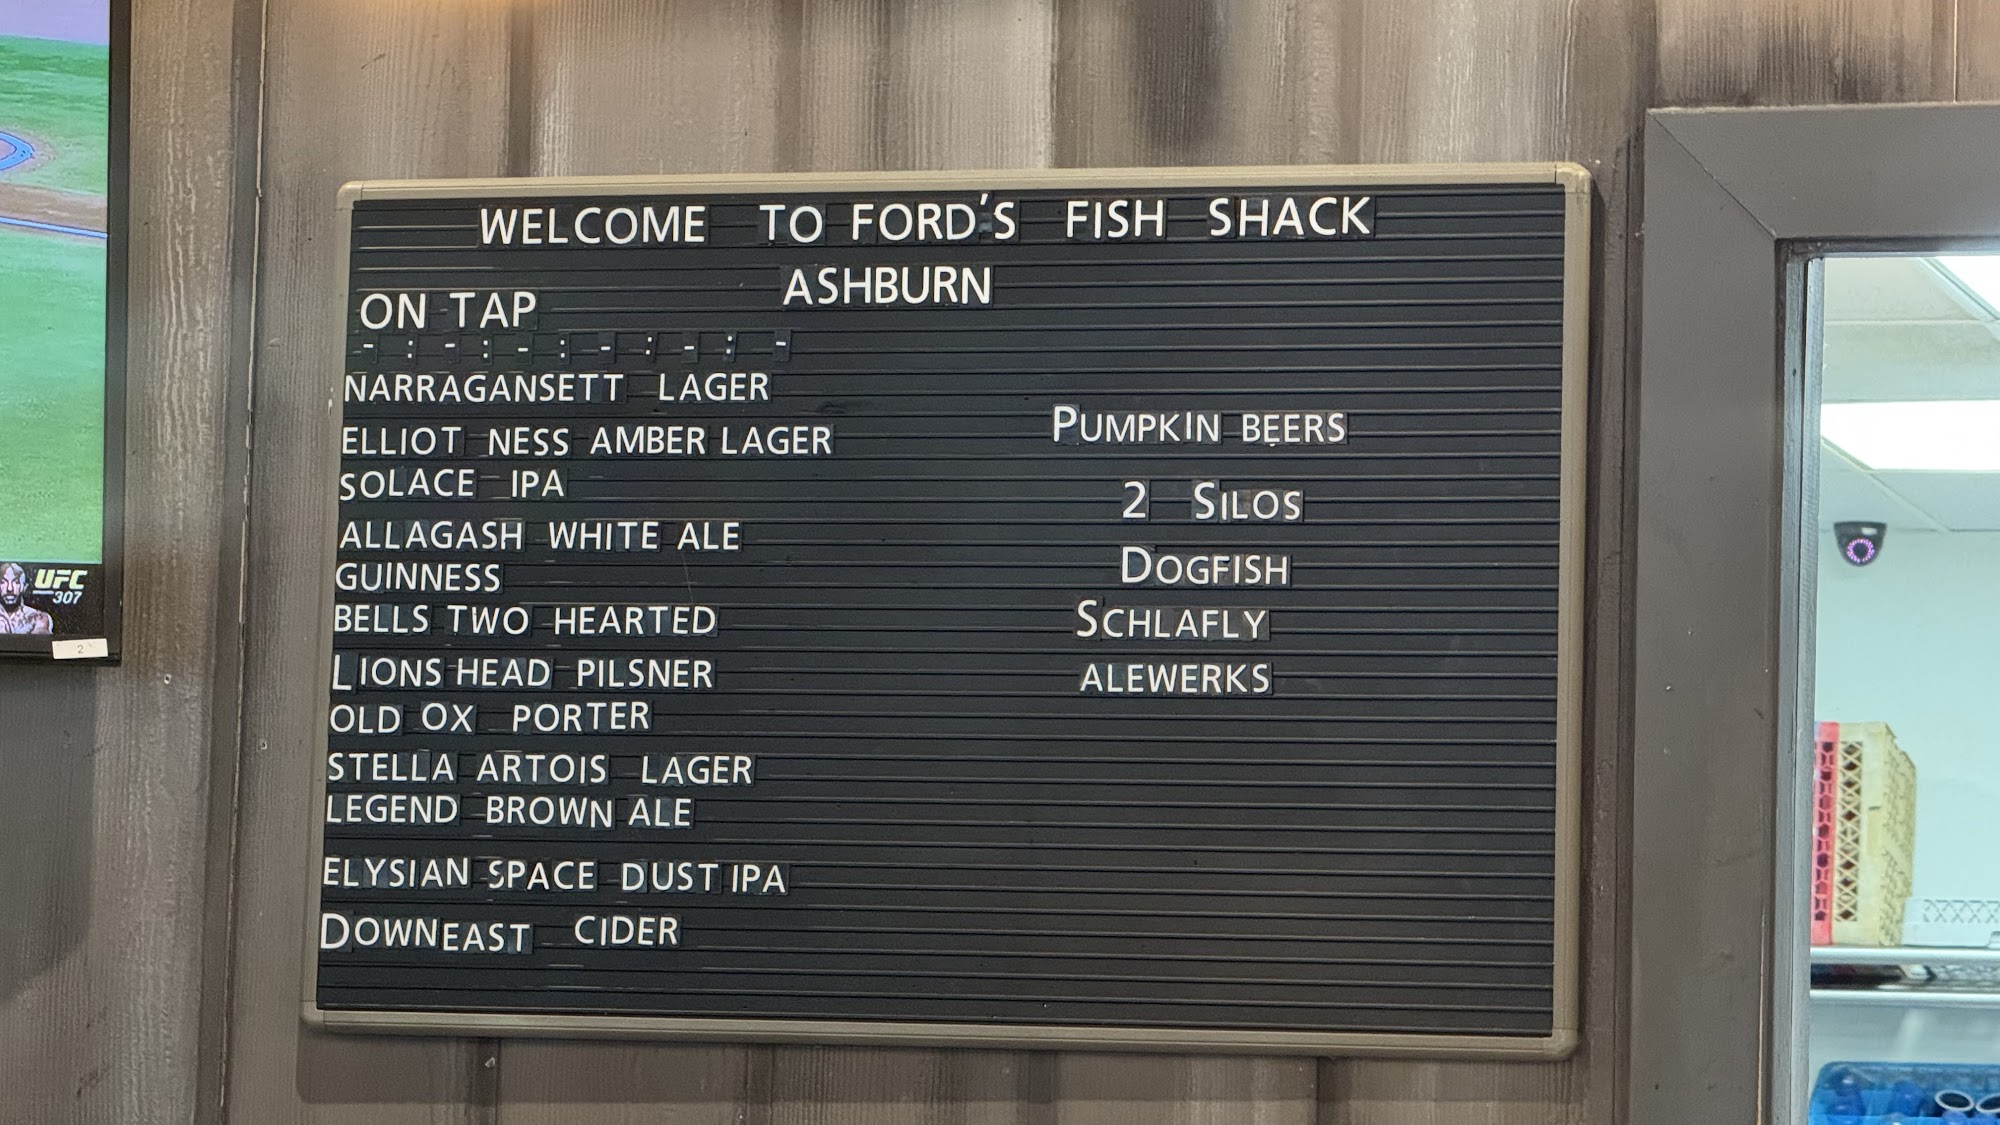 WELCOME TO FORD'S FISH SHACK
ASHBURN
ON TAP
- : - : - : - : - : -
NARRAGANSETT LAGER
ELLIOT NESS AMBER LAGER
SOLACE IPA
ALLAGASH WHITE ALE
GUINNESS
BELLS TWO HEARTED
LIONS HEAD PILSNER
OLD OX PORTER
STELLA ARTOIS LAGER
LEGEND BROWN ALE
ELYSIAN SPACE DUST IPA
DOWNEAST CIDER
PUMPKIN BEERS
2 SILOS
DOGFISH
SCHLAFLY
ALEWERKS
UFC
307
2